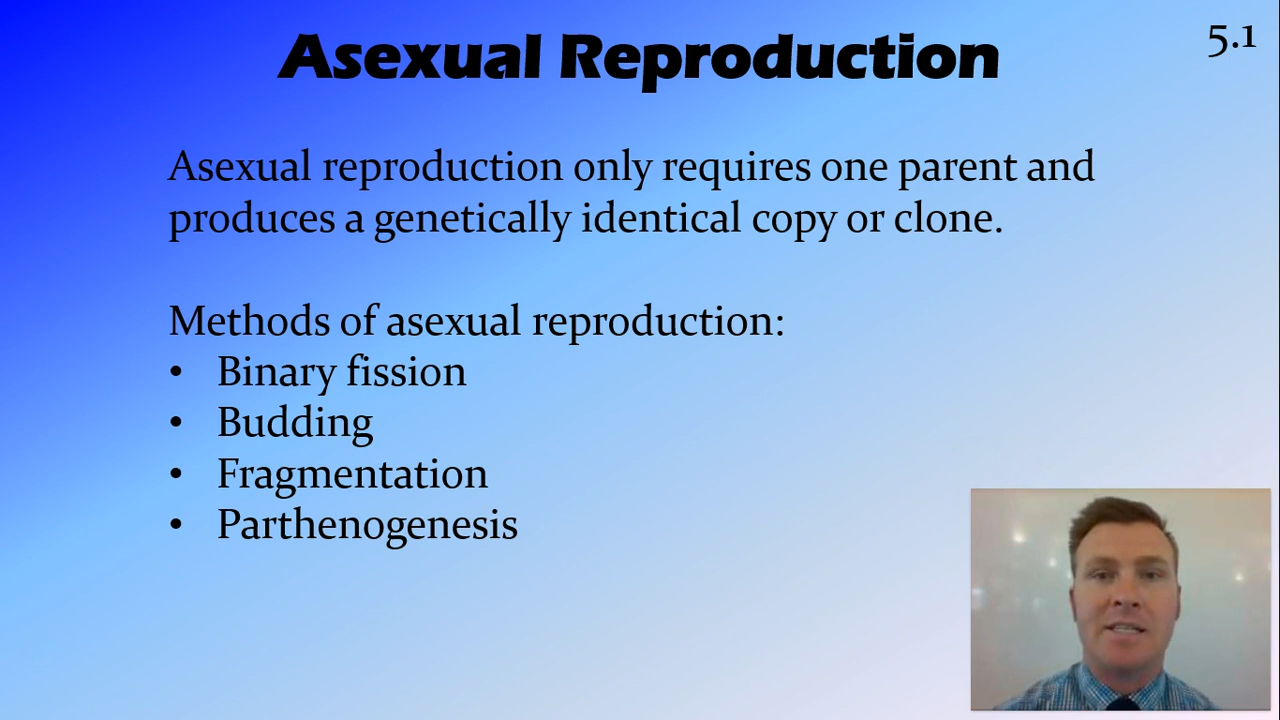 Asexual Reproduction
5.1
Asexual reproduction only requires one parent and
produces a genetically identical copy or clone.
Methods of asexual reproduction:
• Binary fission
• Budding
• Fragmentation
• Parthenogenesis